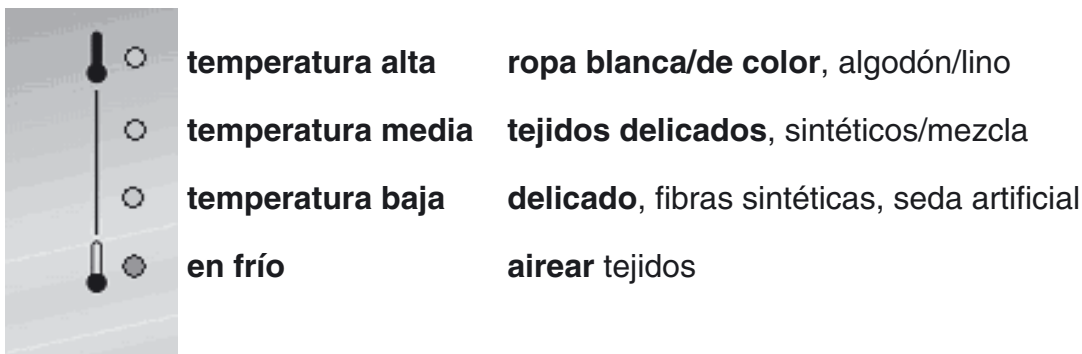 temperatura alta ropa blanca/de color, algodón/lino
temperatura media tejidos delicados, sintéticos/mezcla
temperatura baja delicado, fibras sintéticas, seda artificial
en frío airear tejidos